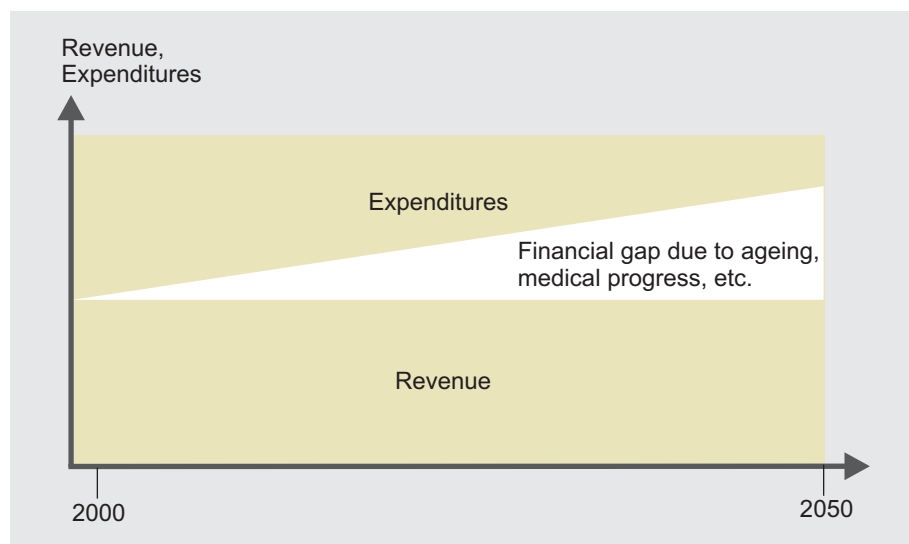 Revenue,
Expenditures
Expenditures
Financial gap due to ageing,
medical progress, etc.
Revenue
2000
2050